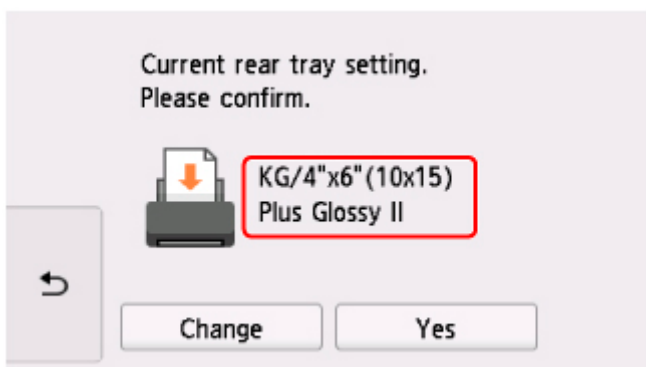 Current rear tray setting.
Please confirm.
KG/4"x6"(10x15)
Plus Glossy II
Change
Yes